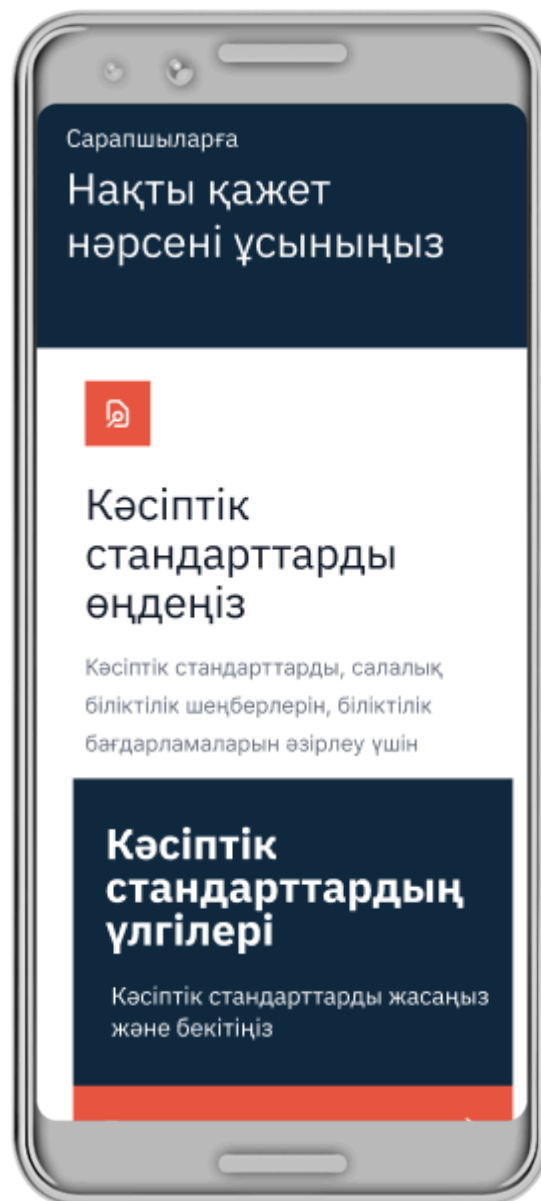 Сарапшыларға
Нақты қажет
нәрсені ұсыныңыз
Кәсіптік
стандарттарды
өңдеңіз
Кәсіптік стандарттарды, салалық
біліктілік шеңберлерін, біліктілік
бағдарламаларын әзірлеу үшін
Кәсіптік
стандарттардың
үлгілері
Кәсіптік стандарттарды жасаңыз
және бекітіңіз